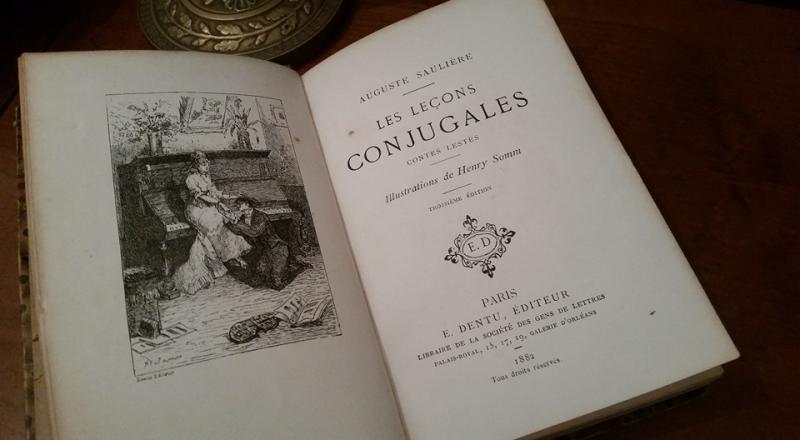 AUGUSTE SAULIÈRE
LES LEÇONS
CONJUGALES
CONTES LESTES
Illustrations de Henry Somm
TROISIÈME ÉDITION
E. D
PARIS
E. DENTU, ÉDITEUR
LIBRAIRE DE LA SOCIÉTÉ DES GENS DE LETTRES
PALAIS-ROYAL, 15, 17, 19, GALERIE D'ORLÉANS
1882
Tous droits réservés.